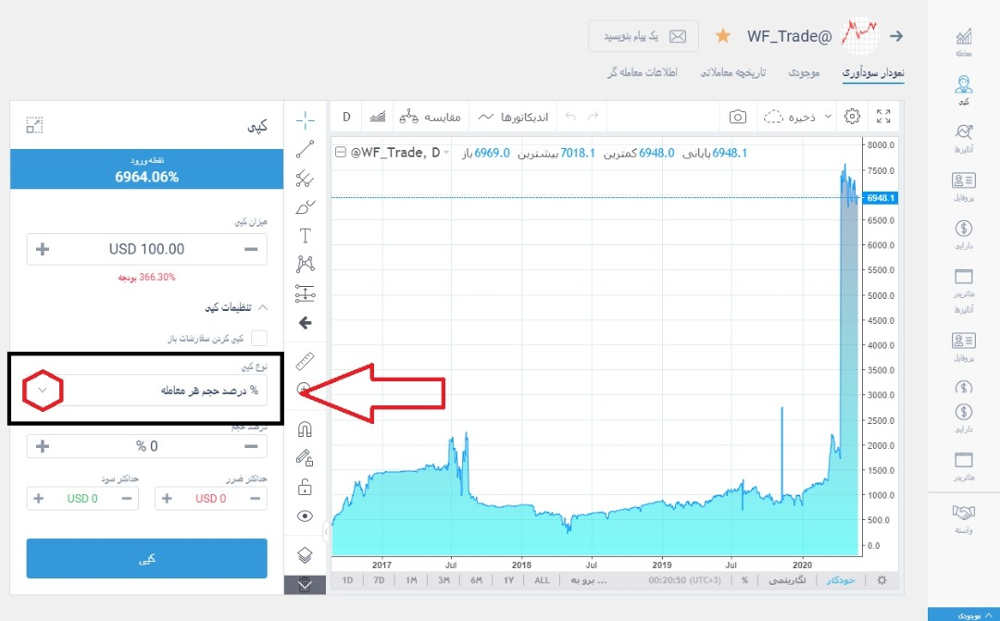 یک پیام بنویسید
WF_Trade@
نمودار سودآوری
موجودی
تاریخچه معاملاتی
اطلاعات معامله گر
معامله
کپی
آنالیزها
پروفایل
دارایی
متاتریدر
آنالیزها
پروفایل
دارایی
متاتریدر
وابسته
موجودی
کپی
نقطه ورود
6964.06%
میزان کپی
USD 100.00
366.30% بودجه
تنظیمات کپی
کپی کردن سفارشات باز
نوع کپی
% درصد حجم هر معامله
درصد حجم
% 0
حداکثر ضرر
حداکثر سود
USD 0
USD 0
کپی
D
مقایسه
اندیکاتورها
ذخیره
@WF_Trade, D
باز 6969.0 بیشترین 7018.1 کمترین 6948.0 پایانی 6948.1
8000.0
7500.0
6948.1
6500.0
6000.0
5500.0
5000.0
4500.0
4000.0
3500.0
3000.0
2500.0
2000.0
1500.0
1000.0
500.0
0.0
2017 Jul 2018 Jul 2019 Jul 2020
1D 7D 1M 3M 6M 1Y ALL برو به ... 00:20:50 (UTC+3) % لگاریتمی خودکار